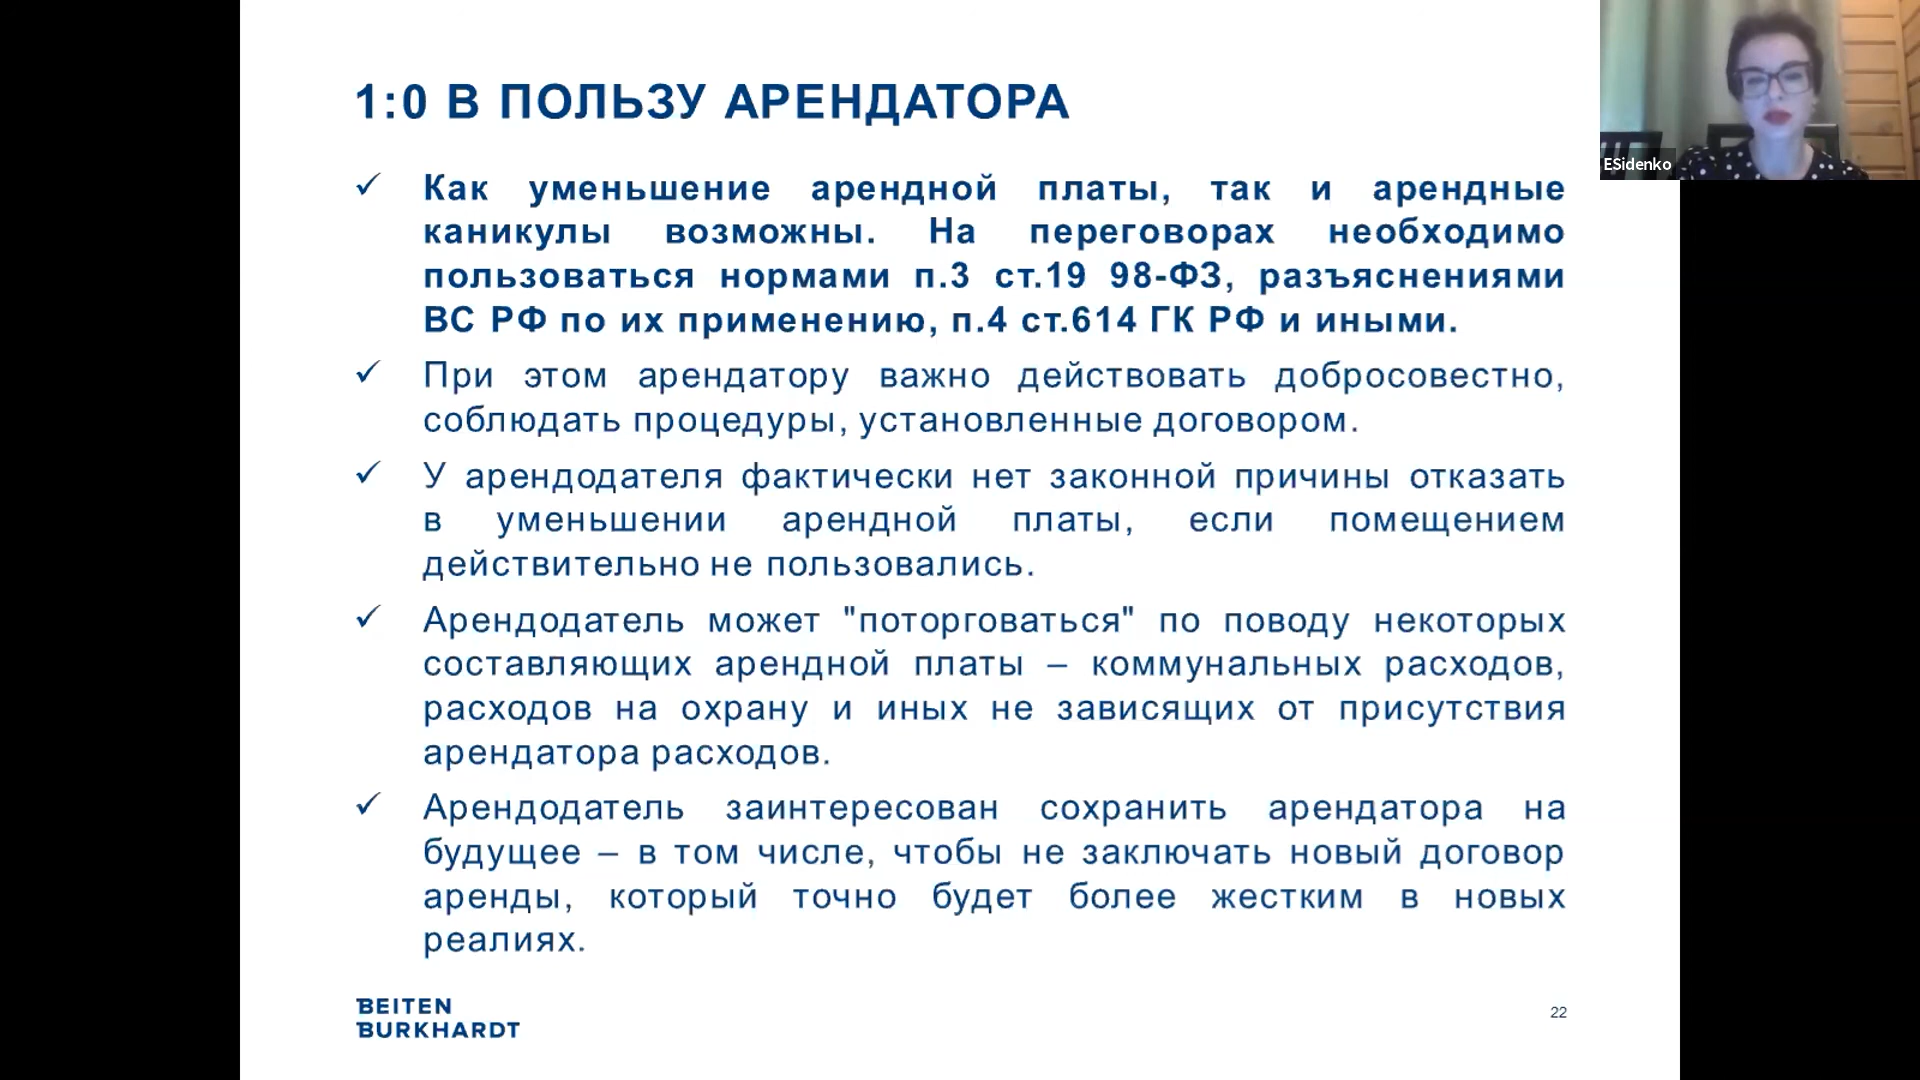 1:0 В ПОЛЬЗУ АРЕНДАТОРА
ESidenko
✓ Как уменьшение арендной платы, так и арендные
каникулы возможны. На переговорах необходимо
пользоваться нормами п.3 ст.19 98-ФЗ, разъяснениями
ВС РФ по их применению, п.4 ст.614 ГК РФ и иными.
✓ При этом арендатору важно действовать добросовестно,
соблюдать процедуры, установленные договором.
✓ У арендодателя фактически нет законной причины отказать
в уменьшении арендной платы, если помещением
действительно не пользовались.
✓ Арендодатель может "поторговаться" по поводу некоторых
составляющих арендной платы – коммунальных расходов,
расходов на охрану и иных не зависящих от присутствия
арендатора расходов.
✓ Арендодатель заинтересован сохранить арендатора на
будущее – в том числе, чтобы не заключать новый договор
аренды, который точно будет более жестким в новых
реалиях.
BEITEN
BURKHARDT
22